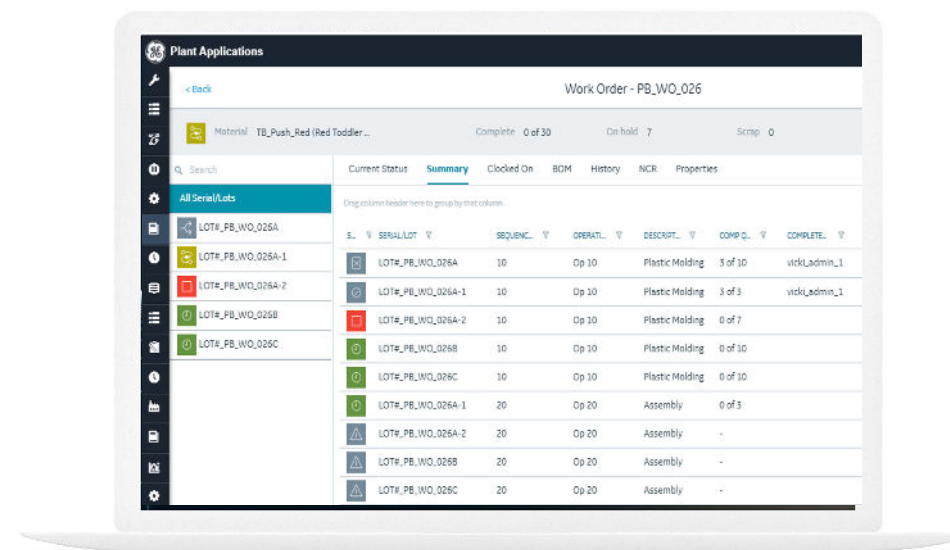 Plant Applications
< Back
Work Order - PB_WO_026
Material TB_Push_Red (Red Toddler ...
Complete 0 of 30
On hold 7
Scrap 0
Search
Current Status Summary Clocked On BOM History NCR Properties
All Serial/Lots
LOT#_PB_WO_026A
LOT#_PB_WO_026A-1
LOT#_PB_WO_026A-2
LOT#_PB_WO_026B
LOT#_PB_WO_026C
Drag column header here to group by that column
S... SERIAL/LOT SEQUENC... OPERATI... DESCRIPT... COMP Q... COMPLETE...
LOT#_PB_WO_026A 10 Op 10 Plastic Molding 3 of 10 vicki_admin_1
LOT#_PB_WO_026A-1 10 Op 10 Plastic Molding 3 of 3 vicki_admin_1
LOT#_PB_WO_026A-2 10 Op 10 Plastic Molding 0 of 7
LOT#_PB_WO_026B 10 Op 10 Plastic Molding 0 of 10
LOT#_PB_WO_026C 10 Op 10 Plastic Molding 0 of 10
LOT#_PB_WO_026A-1 20 Op 20 Assembly 0 of 3
LOT#_PB_WO_026A-2 20 Op 20 Assembly -
LOT#_PB_WO_026B 20 Op 20 Assembly -
LOT#_PB_WO_026C 20 Op 20 Assembly -